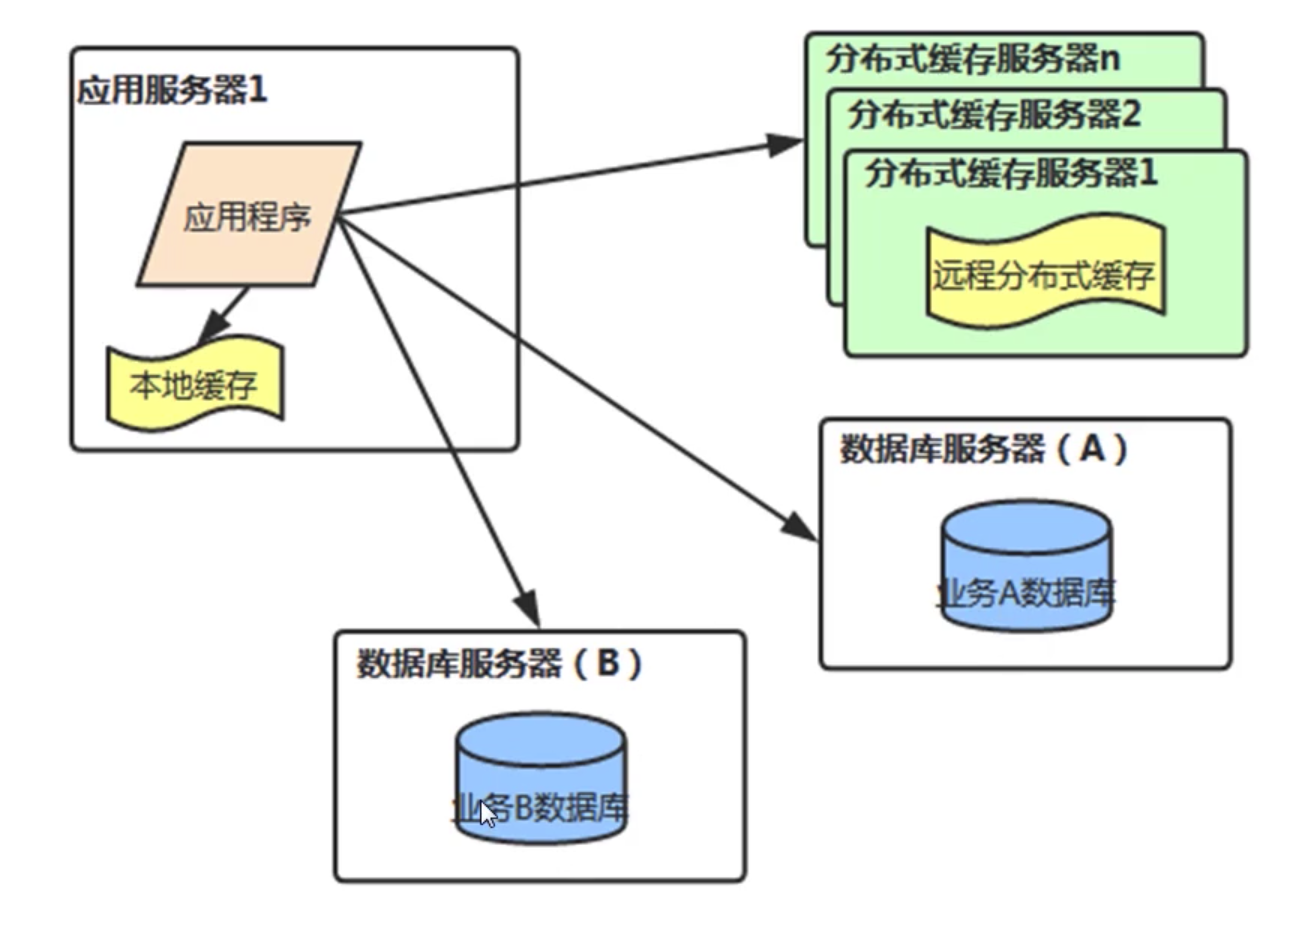 应用服务器1
应用程序
本地缓存
分布式缓存服务器n
分布式缓存服务器2
分布式缓存服务器1
远程分布式缓存
数据库服务器（A）
业务A数据库
数据库服务器（B）
业务B数据库